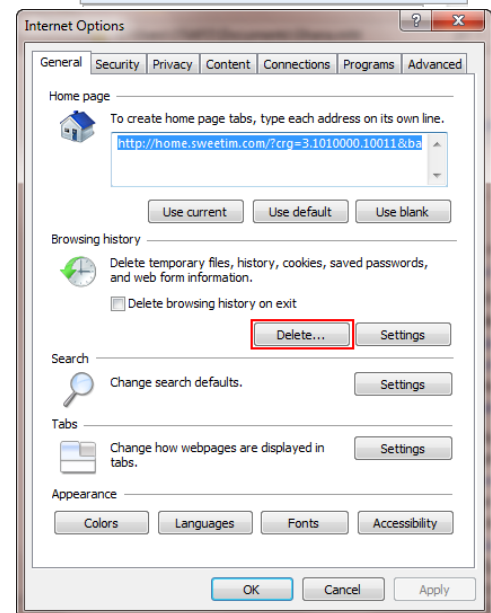 Internet Options
General Security Privacy Content Connections Programs Advanced
Home page
To create home page tabs, type each address on its own line.
http://home.sweetim.com/?crg=3.1010000.10011&ba
Use current Use default Use blank
Browsing history
Delete temporary files, history, cookies, saved passwords,
and web form information.
Delete browsing history on exit
Delete... Settings
Search
Change search defaults.
Settings
Tabs
Change how webpages are displayed in
tabs.
Settings
Appearance
Colors Languages Fonts Accessibility
OK Cancel Apply